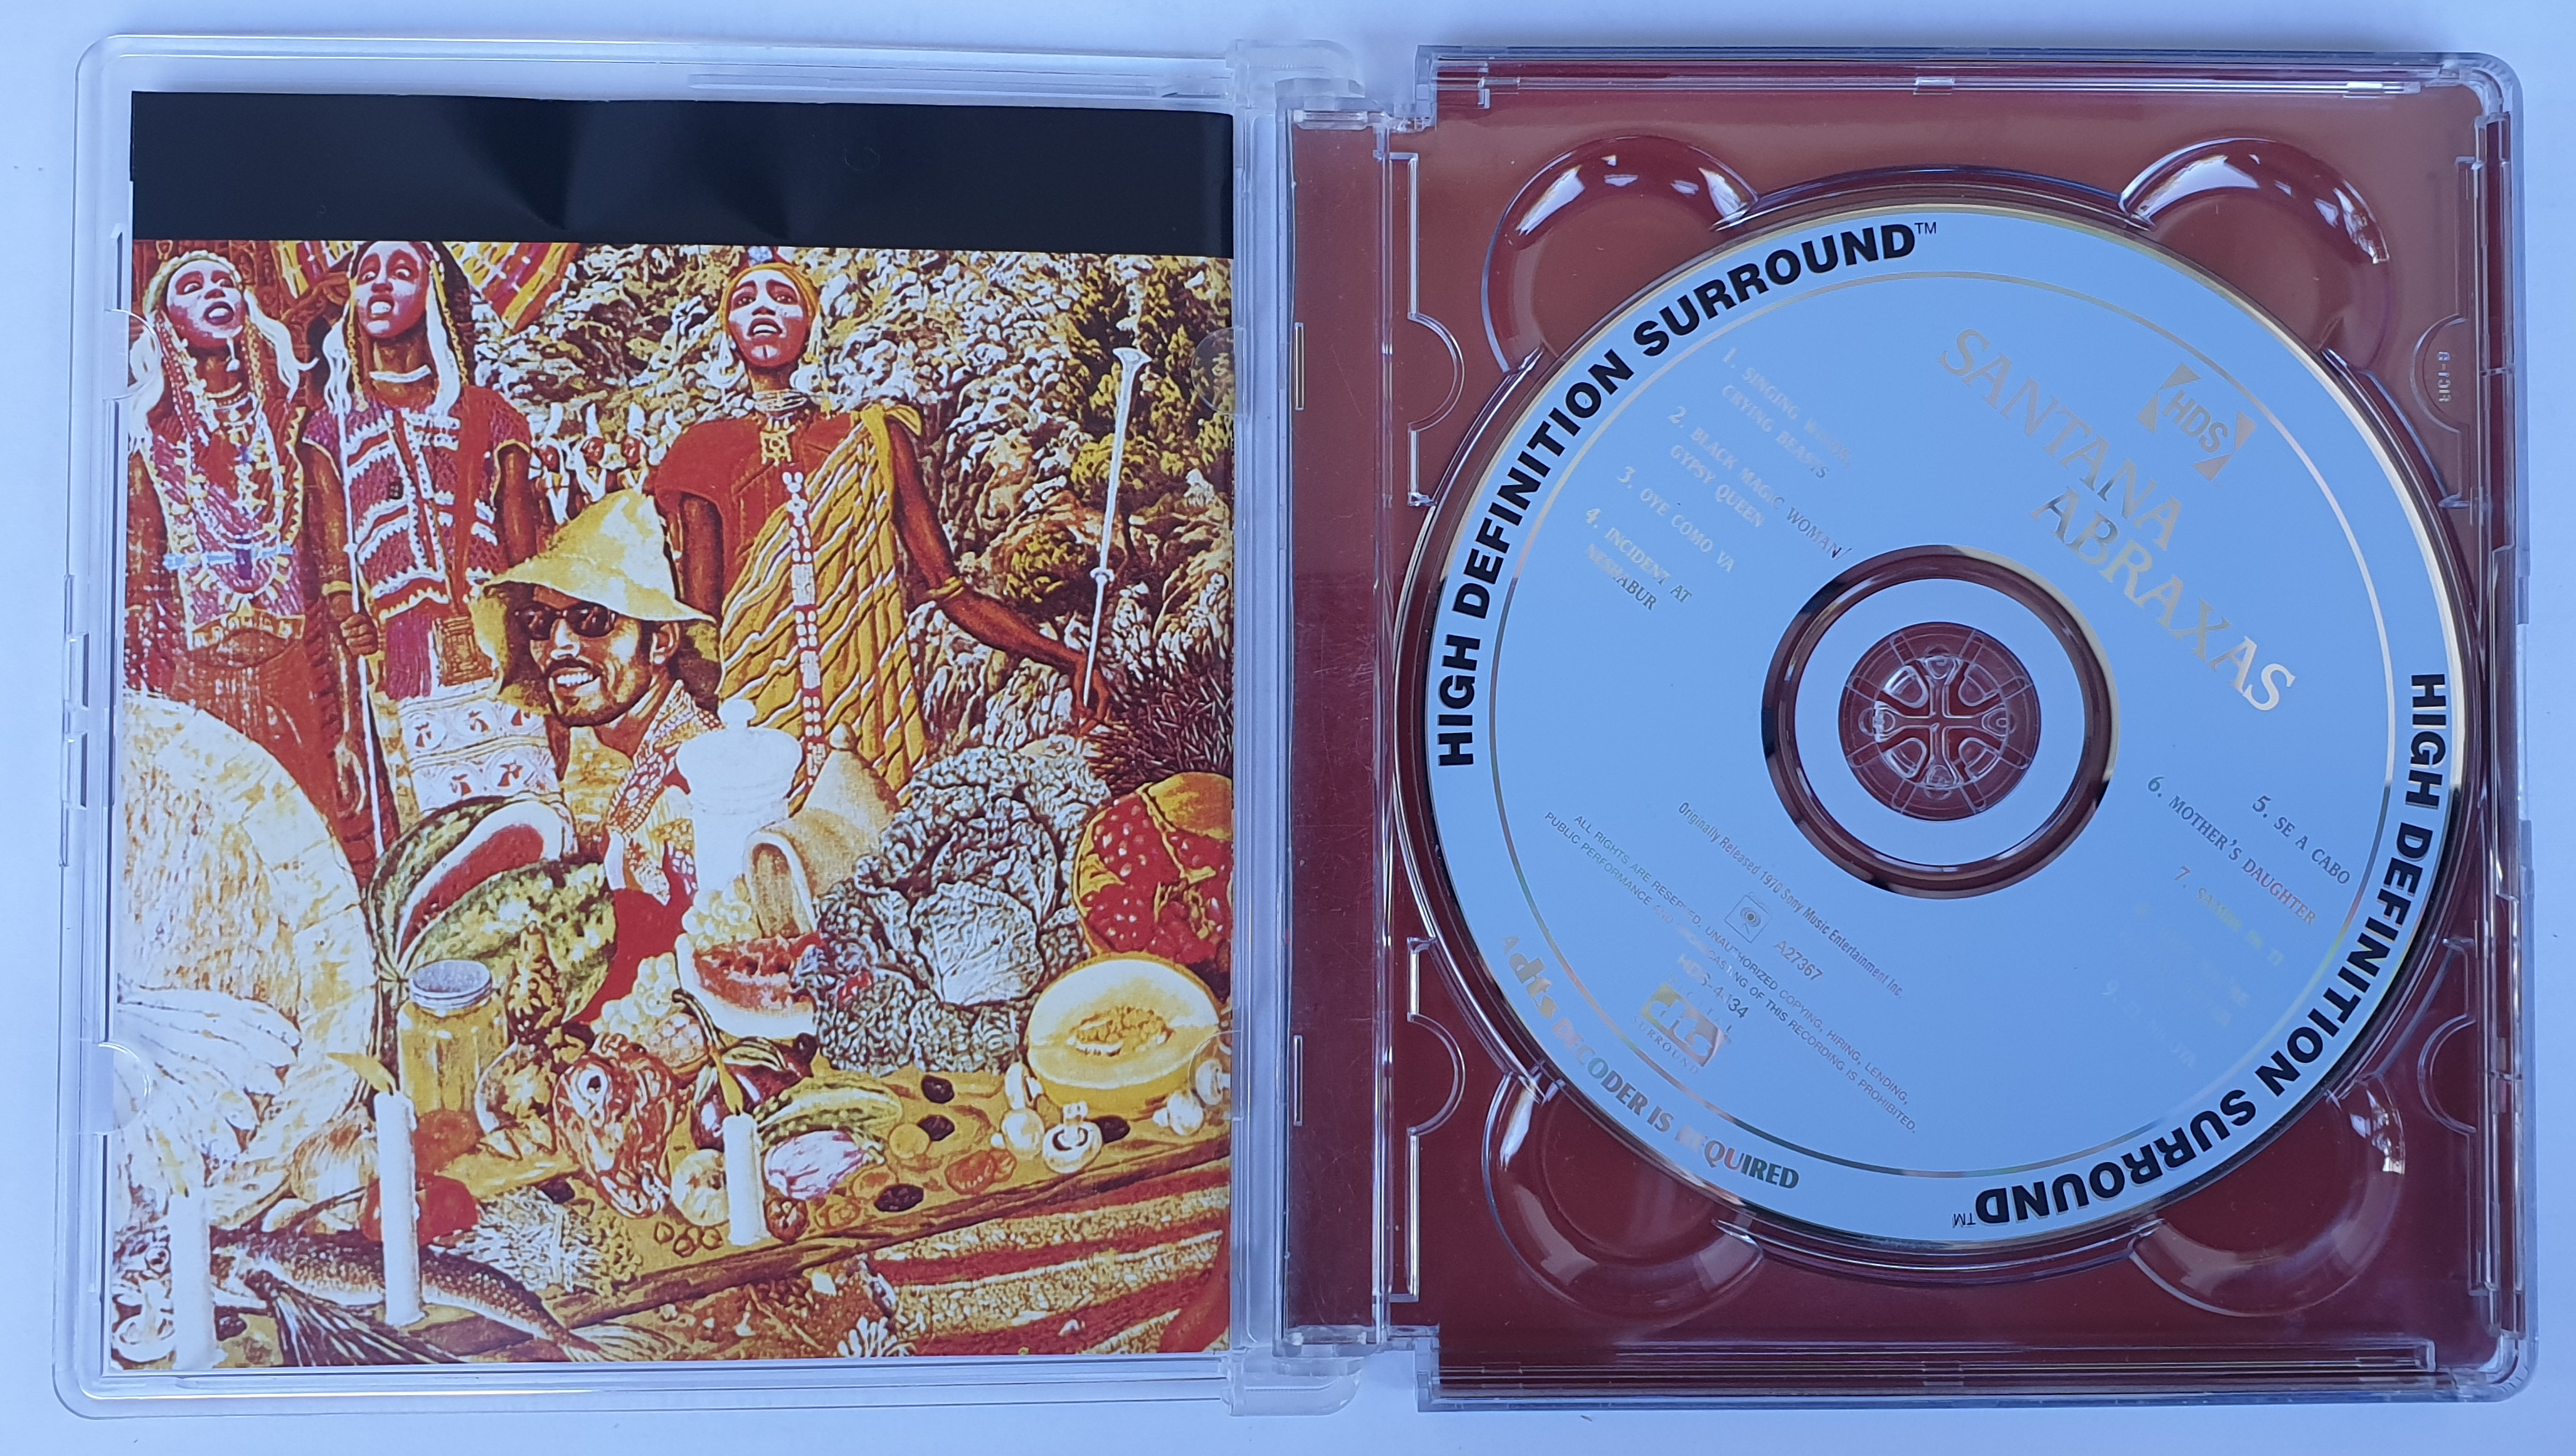 HIGH DEFINITION SURROUND™
HDS
SANTANA
ABRAXAS
1. SINGING
CRYING BEASTS
2. BLACK MAGIC WOMAN/
GYPSY QUEEN
3. OYE COMO VA
4. INCIDENT AT
NESHABUR
5. SE A CABO
6. MOTHER'S DAUGHTER
7.
9.
HIGH DEFINITION SURROUND™
Originally Released 1970 Sony Music Entertainment Inc.
A27367
ALL RIGHTS ARE RESERVED. UNAUTHORIZED COPYING, HIRING, LENDING,
PUBLIC PERFORMANCE AND BROADCASTING OF THIS RECORDING IS PROHIBITED.
SURROUND
A dts DECODER IS REQUIRED